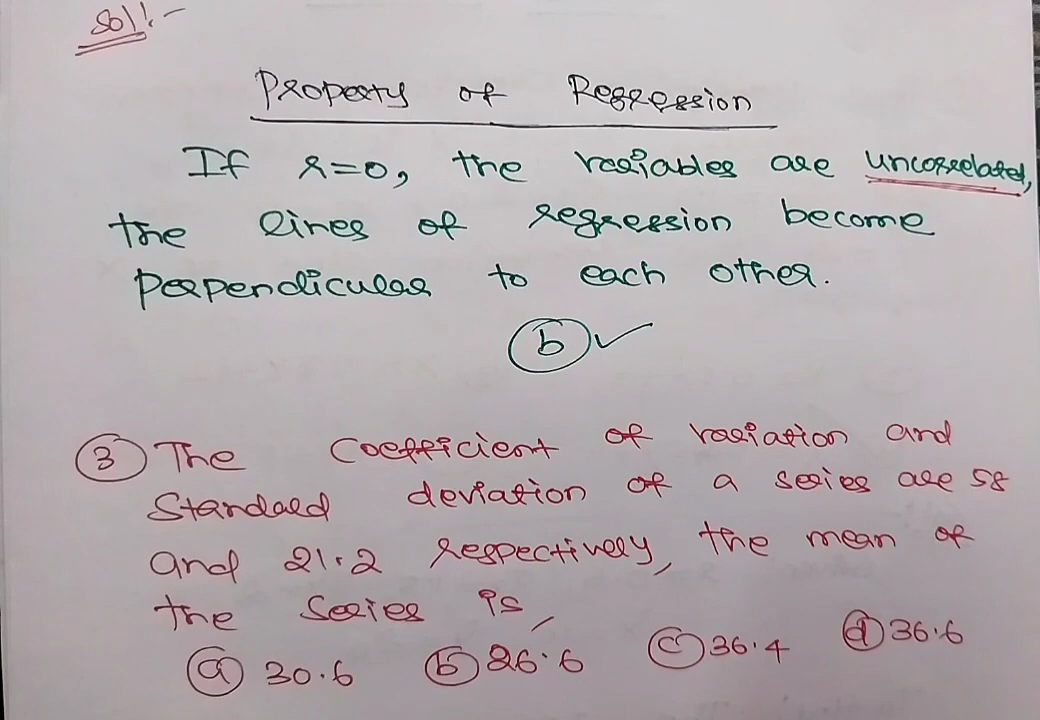 Sol!:-
Property of Regression
If r=0, the variables are uncorrelated,
the lines of regression become
perpendicular to each other.
b ✓
3 The Coefficient of variation and
Standard deviation of a series are 58
and 21.2 respectively, the mean of
the Series is,
a 30.6 b 26.6 c 36.4 d 36.6